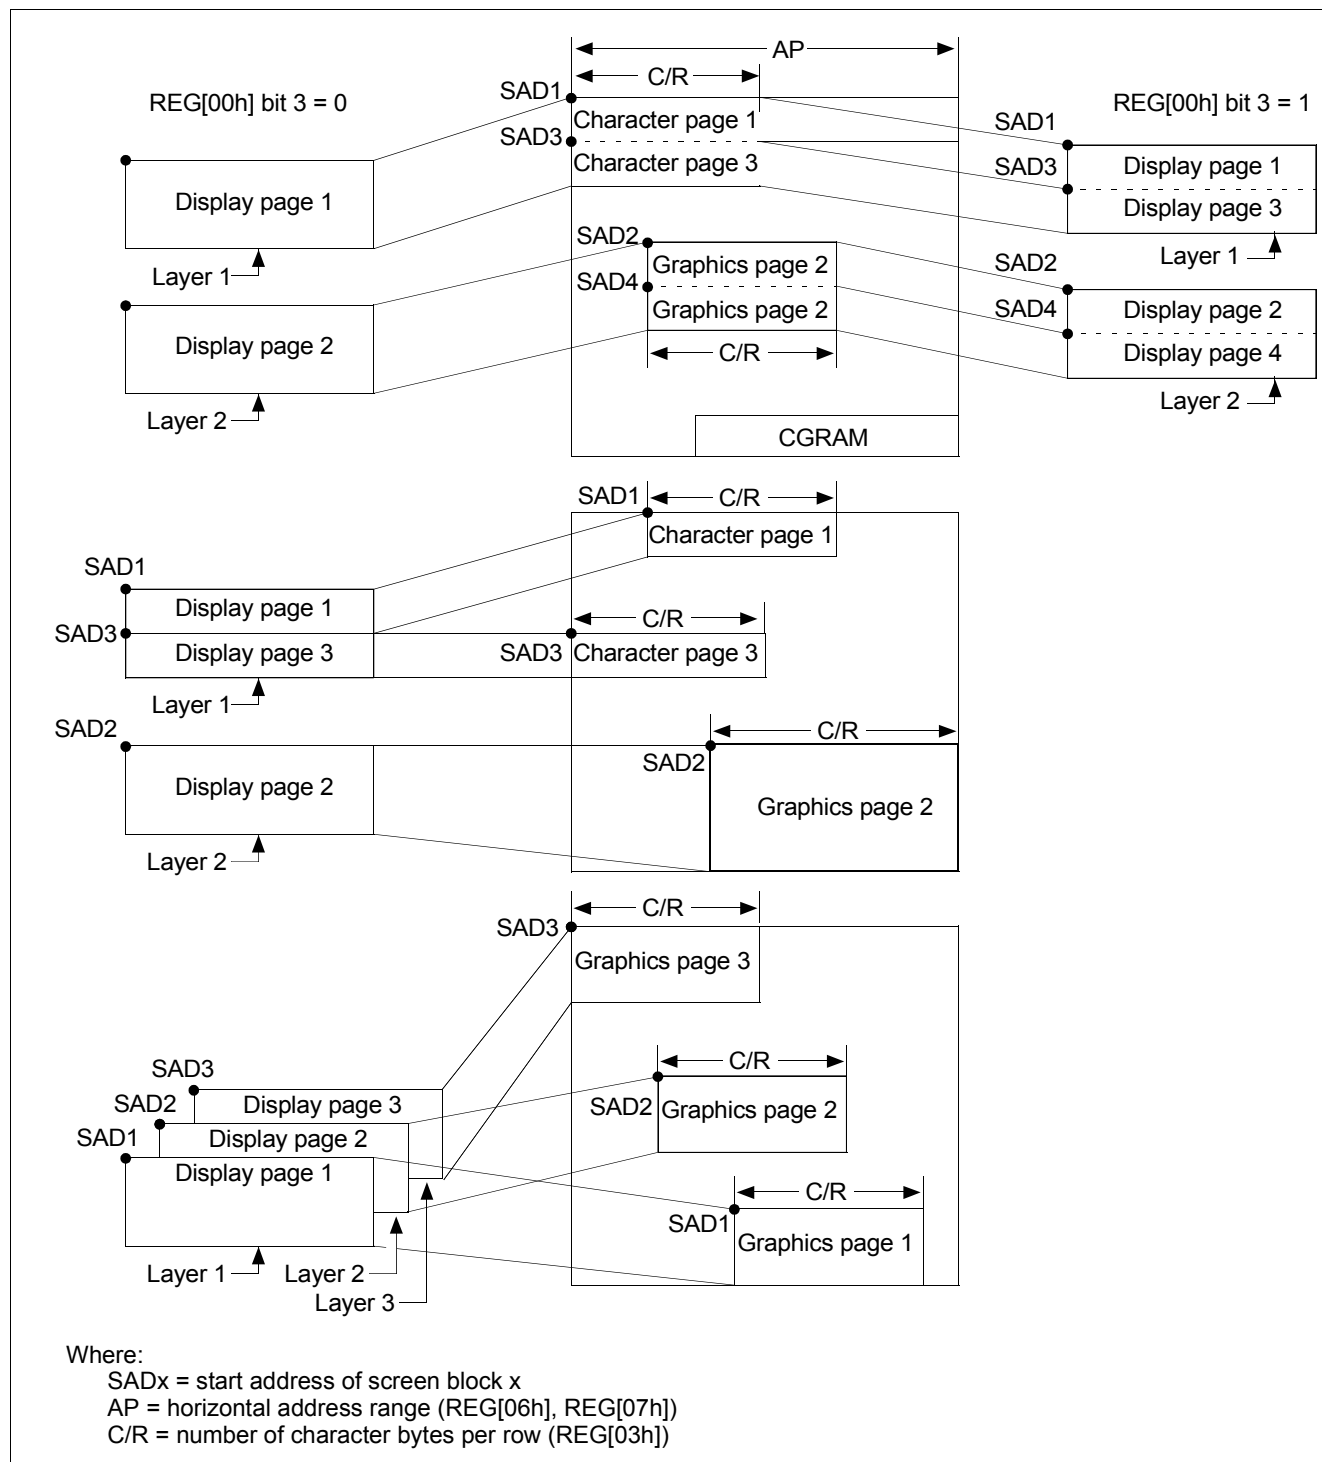 AP
C/R
REG[00h] bit 3 = 0
SAD1
REG[00h] bit 3 = 1
Character page 1
SAD1
SAD3
Character page 3
Display page 1
SAD3
Display page 1
Display page 3
SAD2
Layer 1
Layer 1
Graphics page 2
SAD2
SAD4
Graphics page 2
Display page 2
SAD4
Display page 2
C/R
Display page 4
Layer 2
Layer 2
CGRAM
SAD1
C/R
Character page 1
SAD1
Display page 1
C/R
SAD3
Display page 3
SAD3
Character page 3
Layer 1
SAD2
C/R
SAD2
Display page 2
Graphics page 2
Layer 2
C/R
SAD3
Graphics page 3
C/R
SAD3
SAD2
Display page 3
SAD2
Graphics page 2
SAD1
Display page 2
Display page 1
C/R
SAD1
Graphics page 1
Layer 1
Layer 2
Layer 3
Where:
SADx = start address of screen block x
AP = horizontal address range (REG[06h], REG[07h])
C/R = number of character bytes per row (REG[03h])